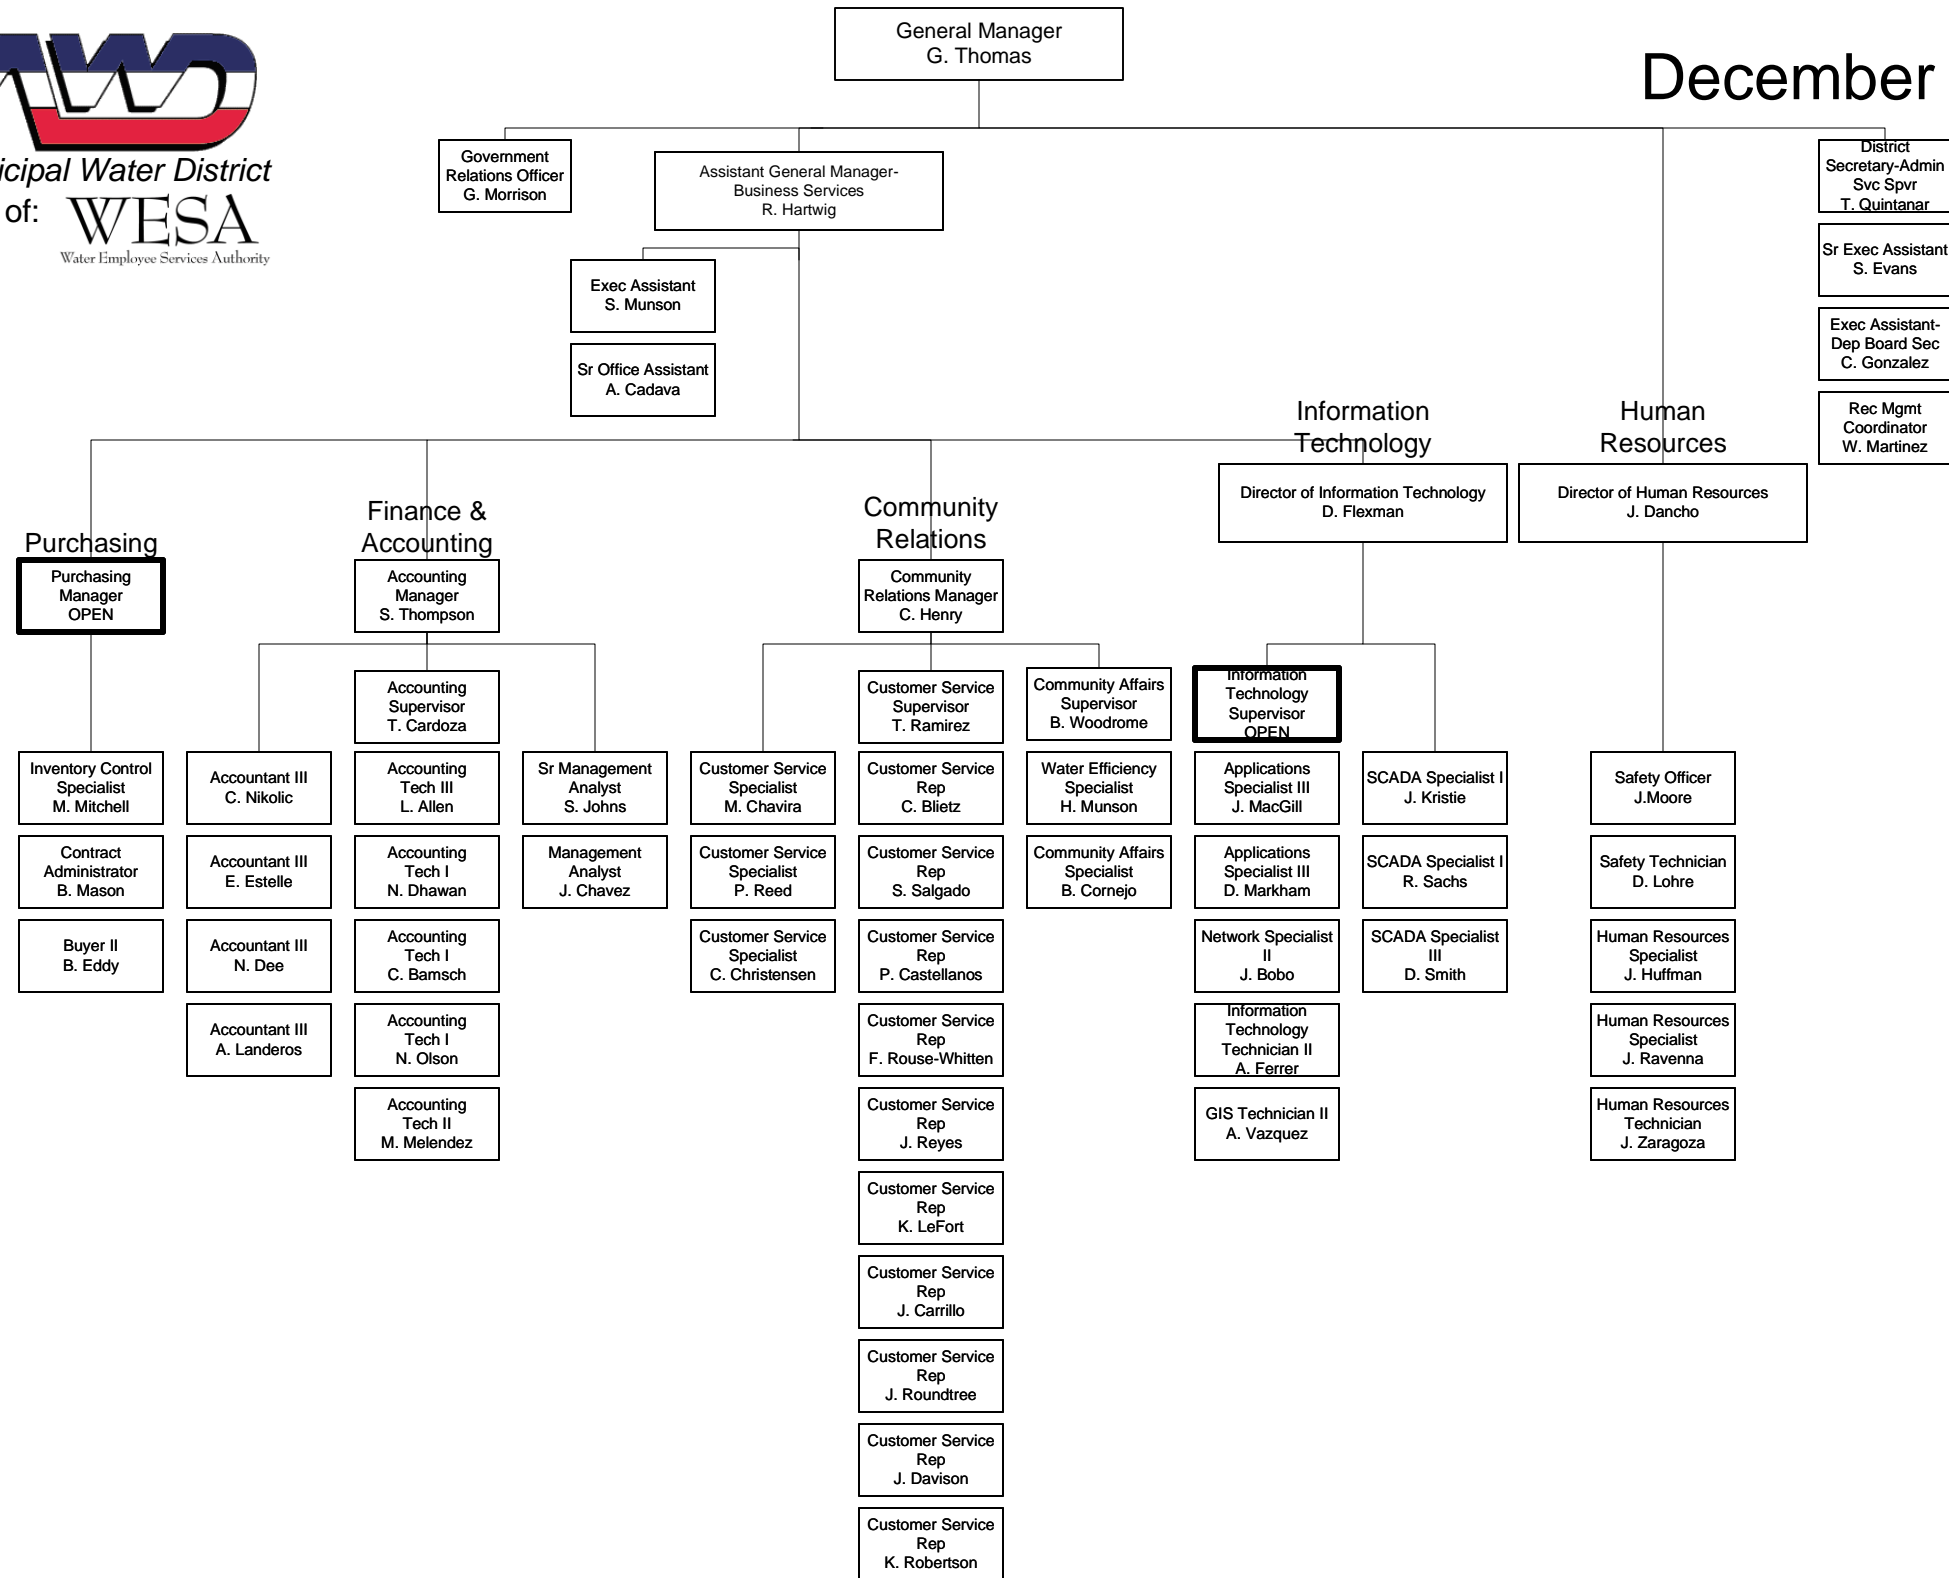 General Manager
G. Thomas
December
icipal Water District
of:
WESA
Water Employee Services Authority
Government
Relations Officer
G. Morrison
Assistant General Manager-
Business Services
R. Hartwig
District
Secretary-Admin
Svc Spvr
T. Quintanar
Sr Exec Assistant
S. Evans
Exec Assistant
S. Munson
Exec Assistant-
Dep Board Sec
C. Gonzalez
Sr Office Assistant
A. Cadava
Rec Mgmt
Coordinator
W. Martinez
Information
Technology
Human
Resources
Director of Information Technology
D. Flexman
Director of Human Resources
J. Dancho
Purchasing
Finance &
Accounting
Community
Relations
Purchasing
Manager
OPEN
Accounting
Manager
S. Thompson
Community
Relations Manager
C. Henry
Accounting
Supervisor
T. Cardoza
Customer Service
Supervisor
T. Ramirez
Community Affairs
Supervisor
B. Woodrome
Information
Technology
Supervisor
OPEN
Inventory Control
Specialist
M. Mitchell
Accountant III
C. Nikolic
Accounting
Tech III
L. Allen
Sr Management
Analyst
S. Johns
Customer Service
Specialist
M. Chavira
Customer Service
Rep
C. Blietz
Water Efficiency
Specialist
H. Munson
Applications
Specialist III
J. MacGill
SCADA Specialist I
J. Kristie
Safety Officer
J.Moore
Contract
Administrator
B. Mason
Accountant III
E. Estelle
Accounting
Tech I
N. Dhawan
Management
Analyst
J. Chavez
Customer Service
Specialist
P. Reed
Customer Service
Rep
S. Salgado
Community Affairs
Specialist
B. Cornejo
Applications
Specialist III
D. Markham
SCADA Specialist I
R. Sachs
Safety Technician
D. Lohre
Buyer II
B. Eddy
Accountant III
N. Dee
Accounting
Tech I
C. Bamsch
Customer Service
Specialist
C. Christensen
Customer Service
Rep
P. Castellanos
Network Specialist
II
J. Bobo
SCADA Specialist
III
D. Smith
Human Resources
Specialist
J. Huffman
Accountant III
A. Landeros
Accounting
Tech I
N. Olson
Customer Service
Rep
F. Rouse-Whitten
Information
Technology
Technician II
A. Ferrer
Human Resources
Specialist
J. Ravenna
Accounting
Tech II
M. Melendez
Customer Service
Rep
J. Reyes
GIS Technician II
A. Vazquez
Human Resources
Technician
J. Zaragoza
Customer Service
Rep
K. LeFort
Customer Service
Rep
J. Carrillo
Customer Service
Rep
J. Roundtree
Customer Service
Rep
J. Davison
Customer Service
Rep
K. Robertson